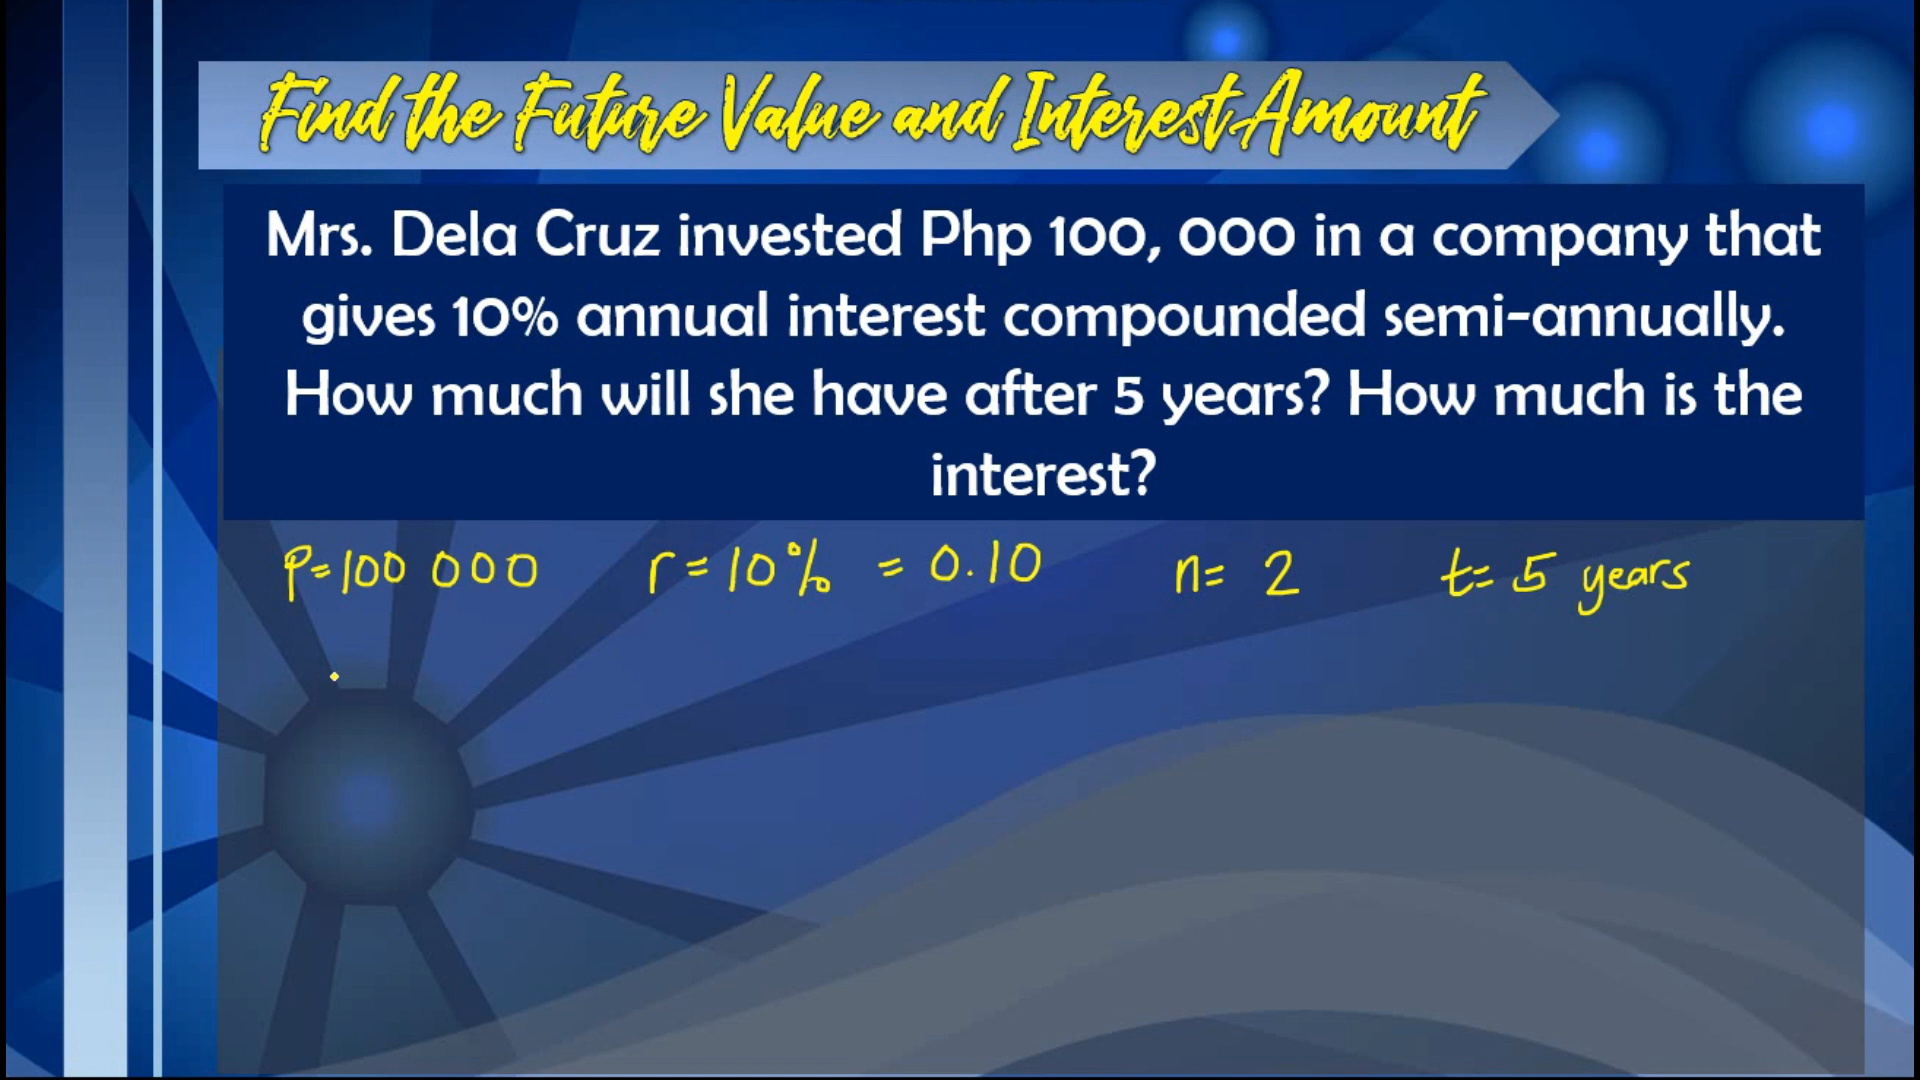 Find the Future Value and Interest Amount
Mrs. Dela Cruz invested Php 100, 000 in a company that
gives 10% annual interest compounded semi-annually.
How much will she have after 5 years? How much is the
interest?
P=100 000 r=10% = 0.10 n= 2 t= 5 years